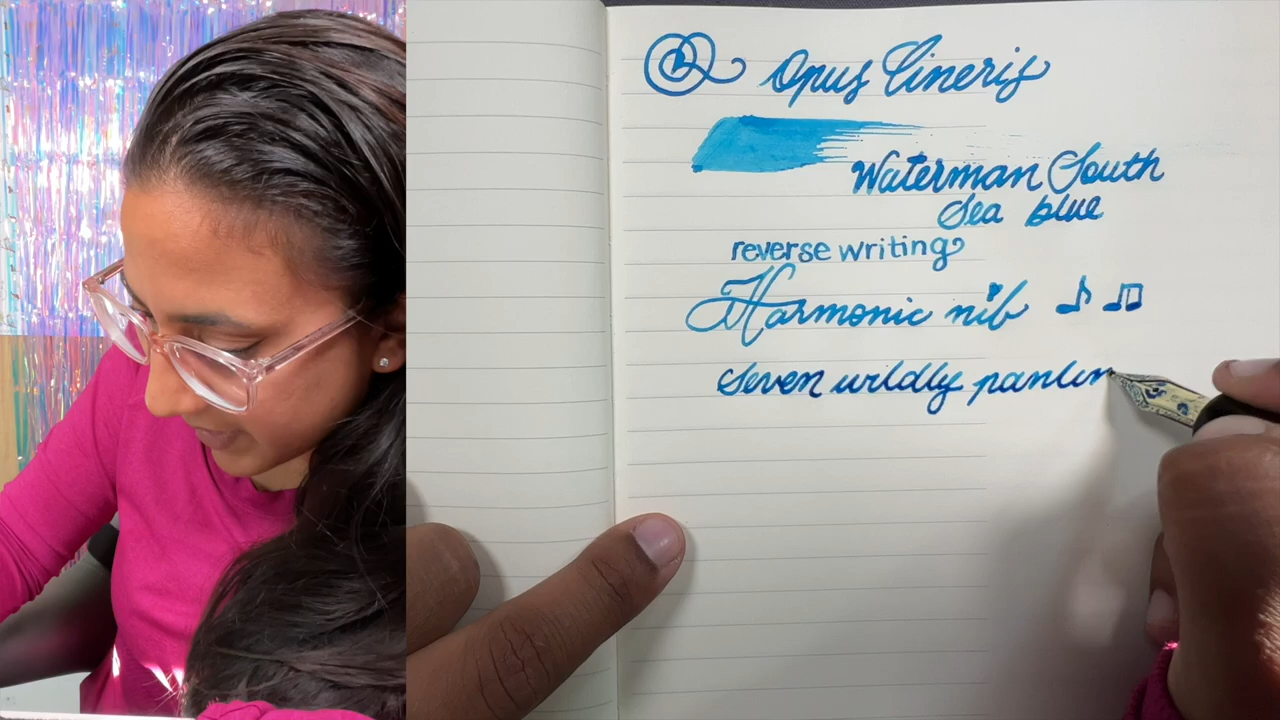 Opus Cineris
Waterman South
Sea blue
reverse writing
Harmonic nib
Seven wildly